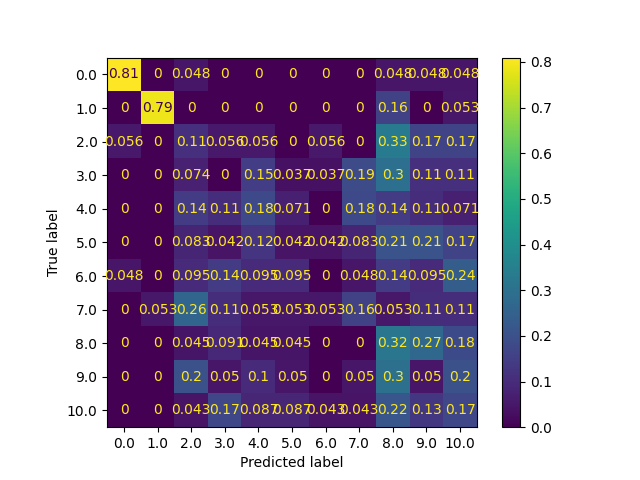 0.0 0.81 0 0.048 0 0 0 0 0 0.048 0.048 0.048
1.0 0 0.79 0 0 0 0 0 0 0.16 0 0.053
2.0 0.056 0 0.11 0.056 0.056 0 0.056 0 0.33 0.17 0.17
3.0 0 0 0.074 0 0.15 0.037 0.037 0.19 0.3 0.11 0.11
4.0 0 0 0.14 0.11 0.18 0.071 0 0.18 0.14 0.11 0.071
5.0 0 0 0.083 0.042 0.12 0.042 0.042 0.083 0.21 0.21 0.17
6.0 0.048 0 0.095 0.14 0.095 0.095 0 0.048 0.14 0.095 0.24
7.0 0 0.053 0.26 0.11 0.053 0.053 0.053 0.16 0.053 0.11 0.11
8.0 0 0 0.045 0.091 0.045 0.045 0 0 0.32 0.27 0.18
9.0 0 0 0.2 0.05 0.1 0.05 0 0.05 0.3 0.05 0.2
10.0 0 0 0.043 0.17 0.087 0.087 0.043 0.043 0.22 0.13 0.17
0.0 1.0 2.0 3.0 4.0 5.0 6.0 7.0 8.0 9.0 10.0
Predicted label
True label
0.8
0.7
0.6
0.5
0.4
0.3
0.2
0.1
0.0